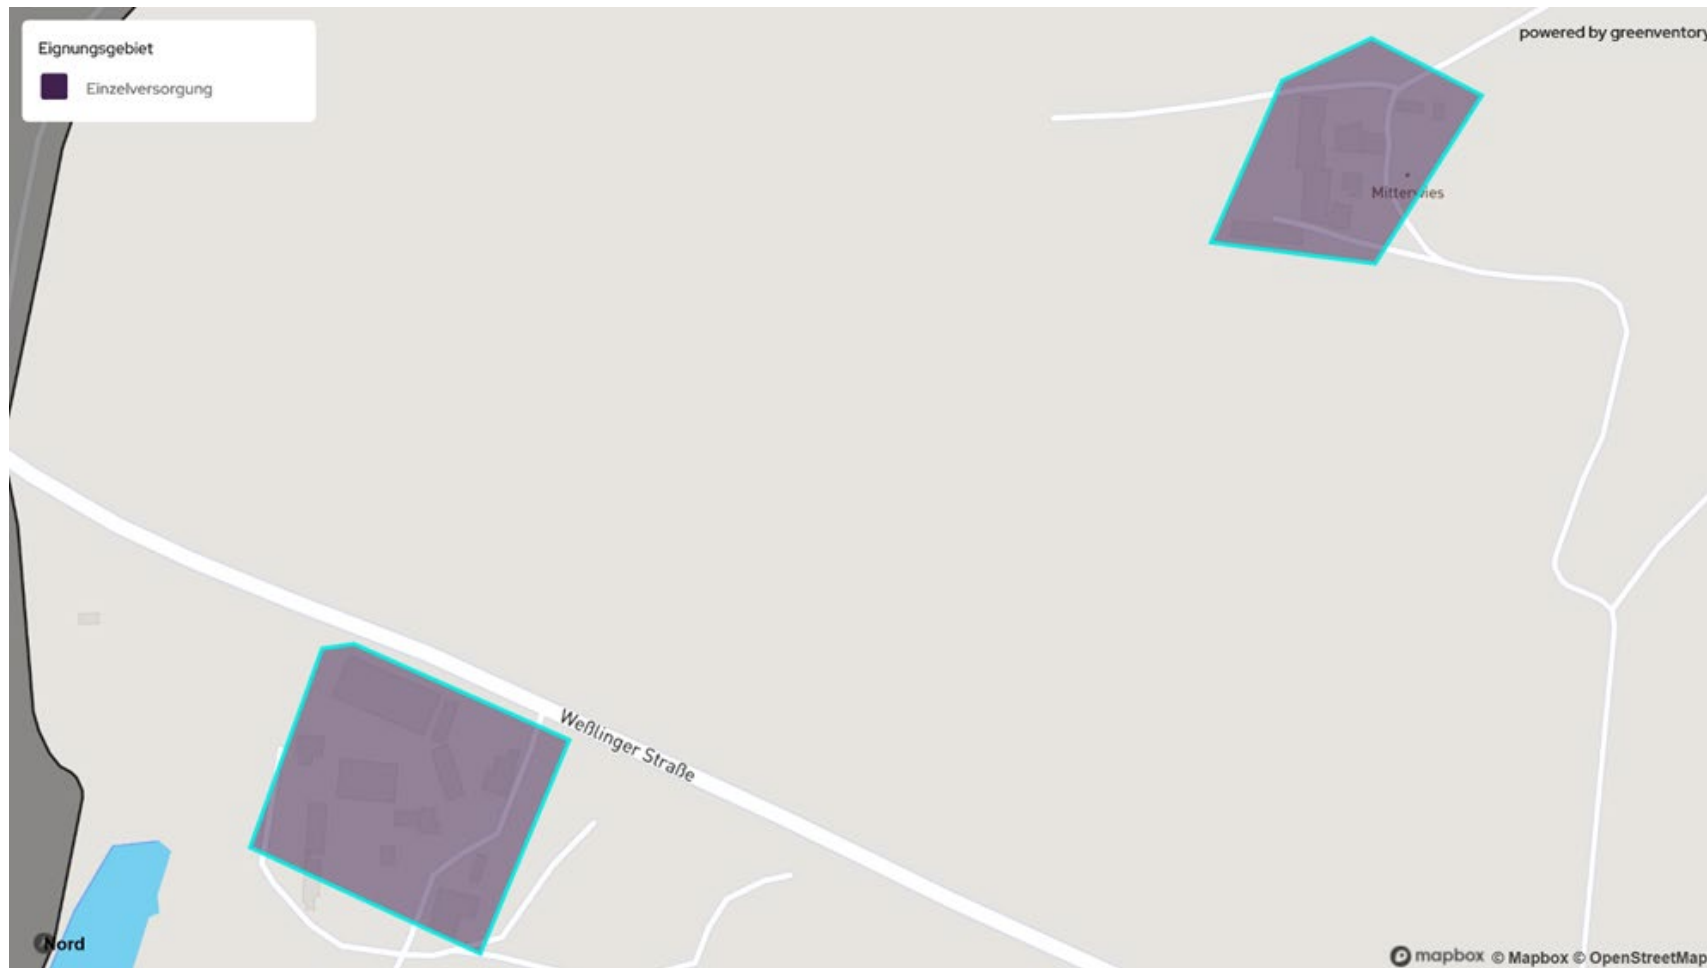 Eignungsgebiet
Einzelversorgung
powered by greenventory
Weßlinger Straße
Nord
mapbox © Mapbox © OpenStreetMap